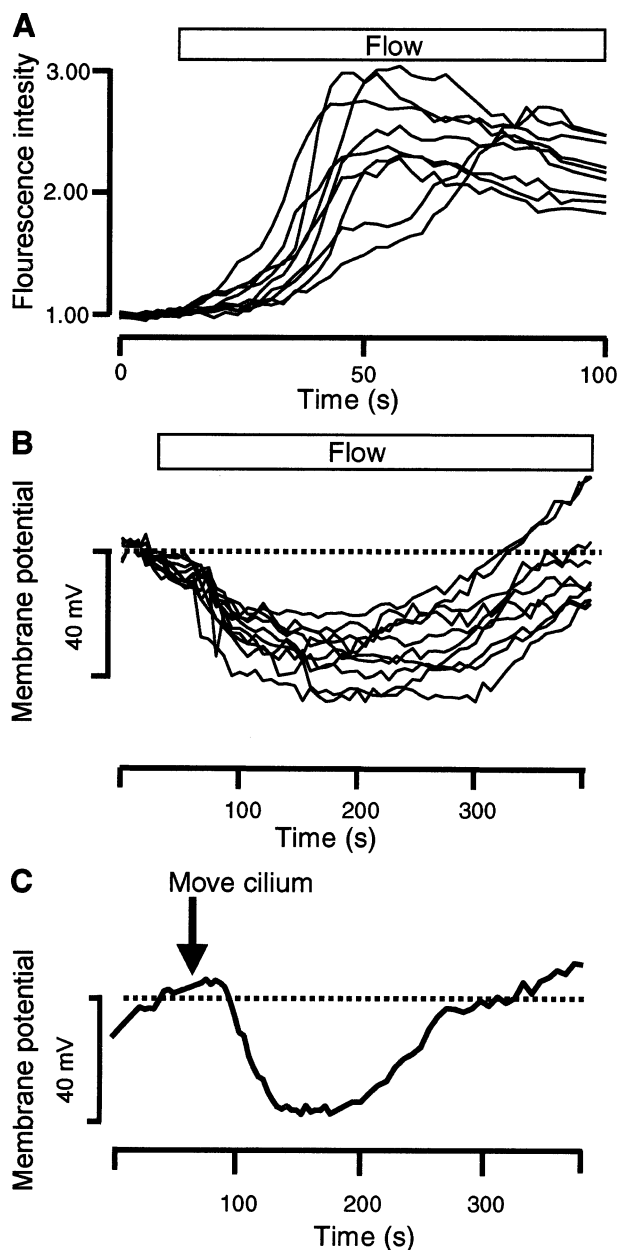 A
Flow
Flourescence intesity
3.00
2.00
1.00
0
50
100
Time (s)
B
Flow
Membrane potential
40 mV
100
200
300
Time (s)
C
Move cilium
Membrane potential
40 mV
100
200
300
Time (s)